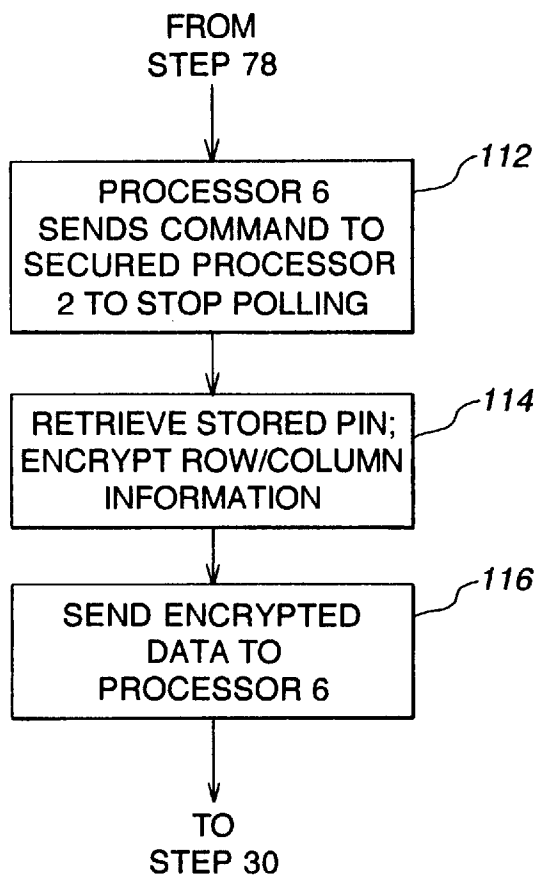 FROM
STEP 78
112
PROCESSOR 6
SENDS COMMAND TO
SECURED PROCESSOR
2 TO STOP POLLING
114
RETRIEVE STORED PIN;
ENCRYPT ROW/COLUMN
INFORMATION
116
SEND ENCRYPTED
DATA TO
PROCESSOR 6
TO
STEP 30